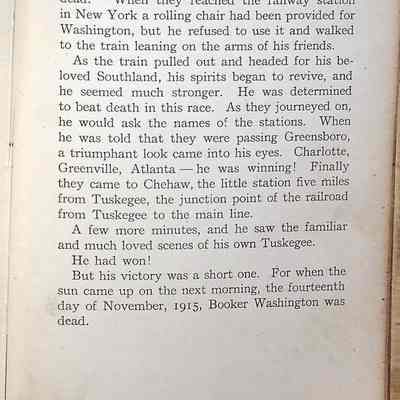 dead. When they reached the railway station
in New York a rolling chair had been provided for
Washington, but he refused to use it and walked
to the train leaning on the arms of his friends.
As the train pulled out and headed for his be-
loved Southland, his spirits began to revive, and
he seemed much stronger. He was determined
to beat death in this race. As they journeyed on,
he would ask the names of the stations. When
he was told that they were passing Greensboro,
a triumphant look came into his eyes. Charlotte,
Greenville, Atlanta — he was winning! Finally
they came to Chehaw, the little station five miles
from Tuskegee, the junction point of the railroad
from Tuskegee to the main line.
A few more minutes, and he saw the familiar
and much loved scenes of his own Tuskegee.
He had won!
But his victory was a short one. For when the
sun came up on the next morning, the fourteenth
day of November, 1915, Booker Washington was
dead.